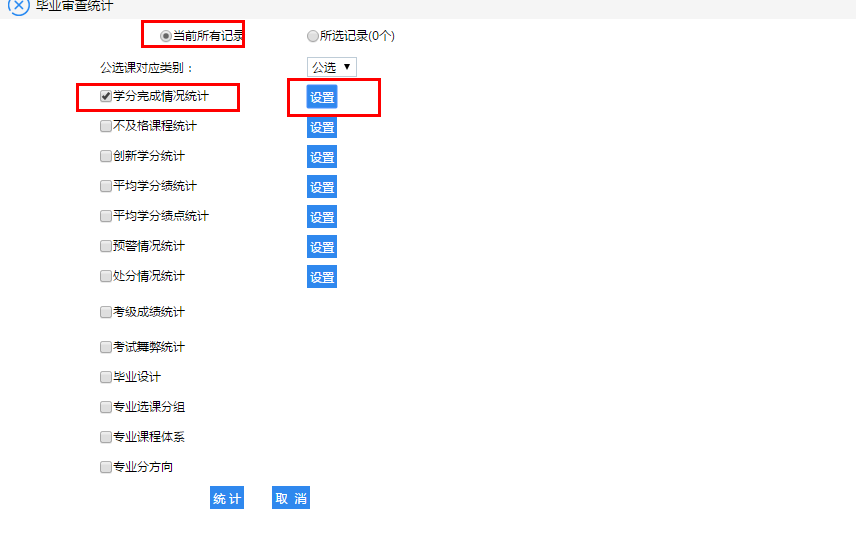 毕业审查统计
当前所有记录 所选记录(0个)
公选课对应类别： 公选
学分完成情况统计 设置
不及格课程统计 设置
创新学分统计 设置
平均学分绩统计 设置
平均学分绩点统计 设置
预警情况统计 设置
处分情况统计 设置
考级成绩统计
考试舞弊统计
毕业设计
专业选课分组
专业课程体系
专业分方向
统 计 取 消